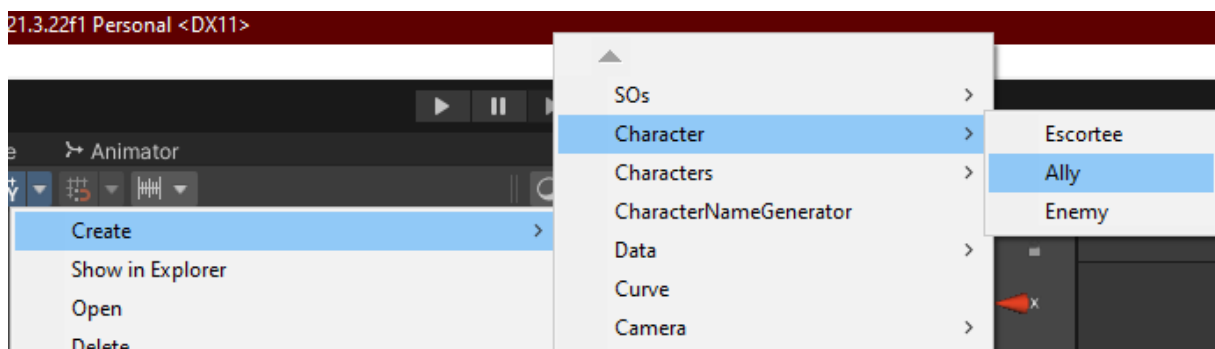 21.3.22f1 Personal <DX11>
SOs
Character
Escortee
Animator
Characters
Ally
CharacterNameGenerator
Enemy
Create
Data
Show in Explorer
Curve
x
Open
Camera
Delete